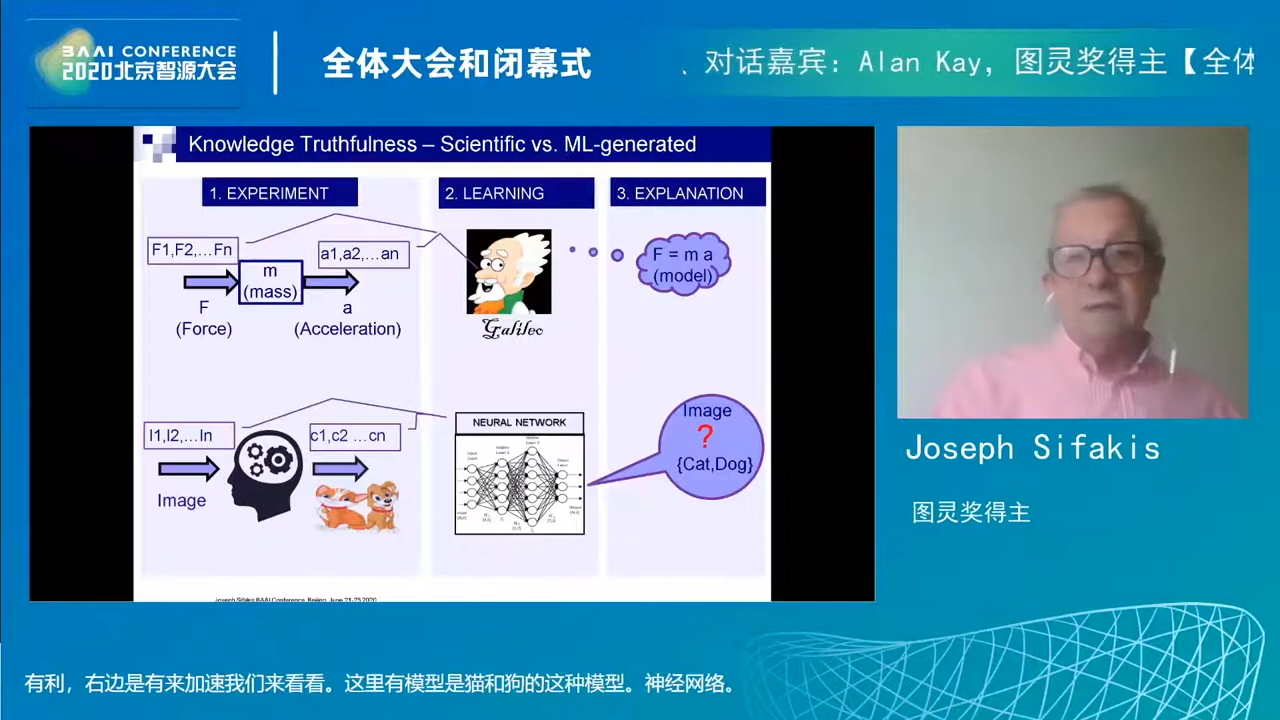 BAAI CONFERENCE
2020北京智源大会
全体大会和闭幕式
、对话嘉宾：Alan Kay，图灵奖得主【全体
Knowledge Truthfulness – Scientific vs. ML-generated
1. EXPERIMENT
2. LEARNING
3. EXPLANATION
F1,F2,…Fn
m
(mass)
a1,a2,…an
F
(Force)
a
(Acceleration)
Galileo
F = m a
(model)
I1,I2,…In
c1,c2 …cn
Image
NEURAL NETWORK
Image
?
{Cat,Dog}
Joseph Sifakis BAAI Conference, Beijing, June 21-23 2020
Joseph Sifakis
图灵奖得主
有利，右边是有来加速我们来看看。这里有模型是猫和狗的这种模型。神经网络。